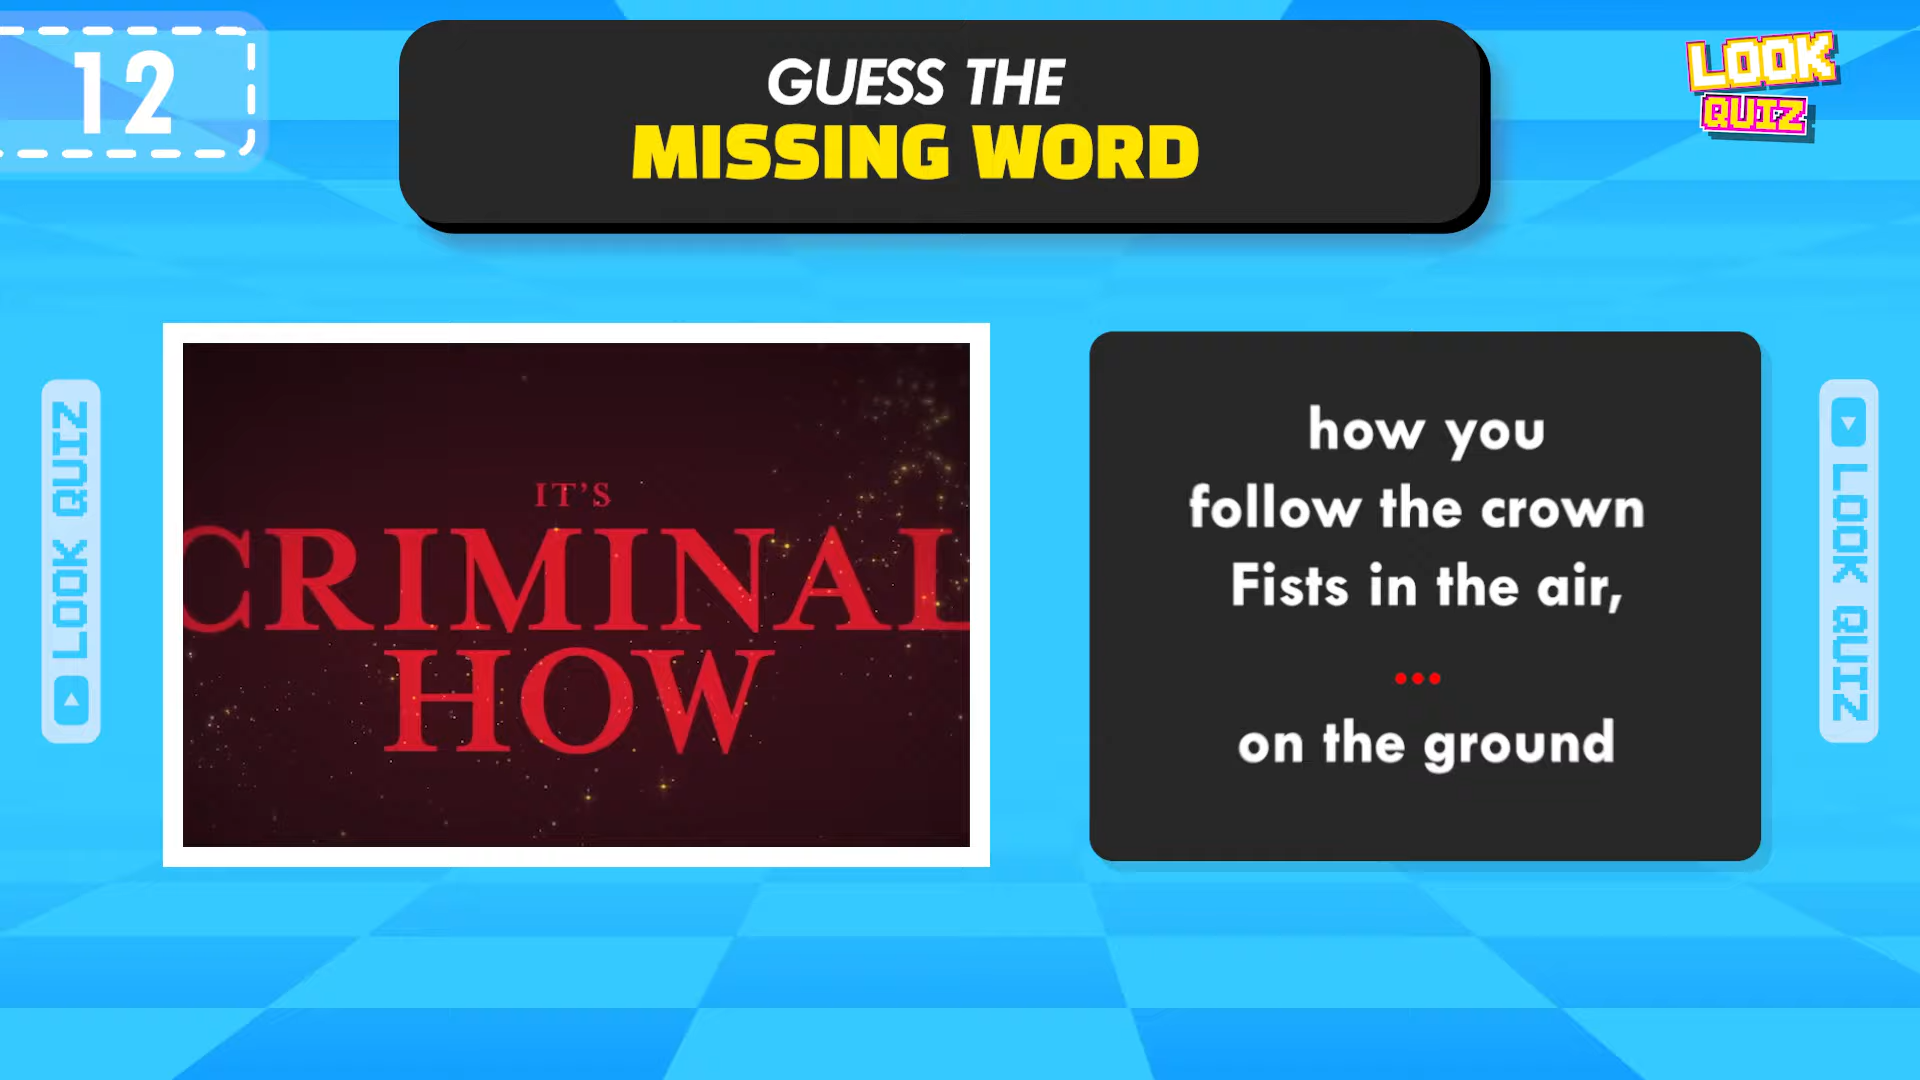 12
GUESS THE
MISSING WORD
LOOK
QUIZ
LOOK QUIZ
IT'S
CRIMINAL
HOW
how you
follow the crown
Fists in the air,
...
on the ground
LOOK QUIZ